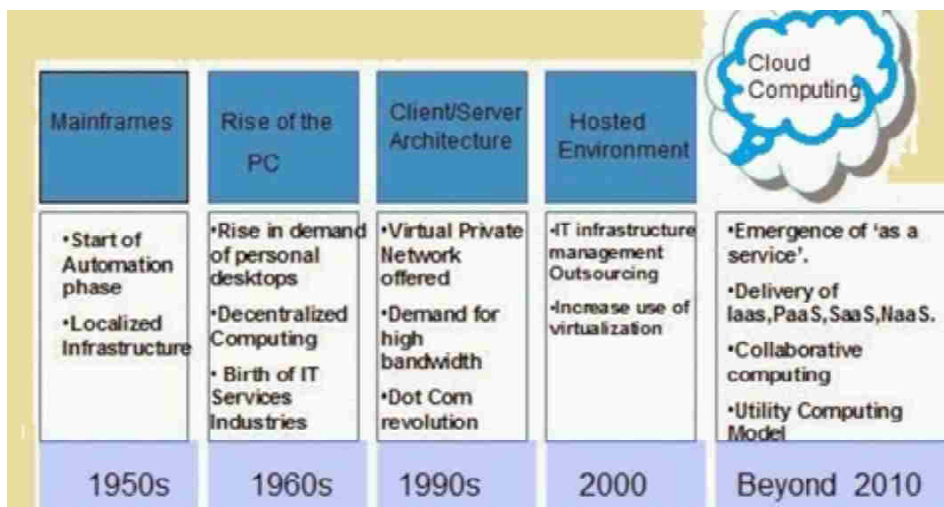 Mainframes
Rise of the
PC
Client/Server
Architecture
Hosted
Environment
Cloud
Computing
•Start of
Automation
phase
•Localized
Infrastructure
•Rise in demand
of personal
desktops
•Decentralized
Computing
• Birth of IT
Services
Industries
•Virtual Private
Network
offered
•Demand for
high
bandwidth
•Dot Com
revolution
•IT infrastructure
management
Outsourcing
•Increase use of
virtualization
•Emergence of ‘as a
service’.
•Delivery of
Iaas,PaaS,SaaS,NaaS.
•Collaborative
computing
•Utility Computing
Model
1950s
1960s
1990s
2000
Beyond 2010